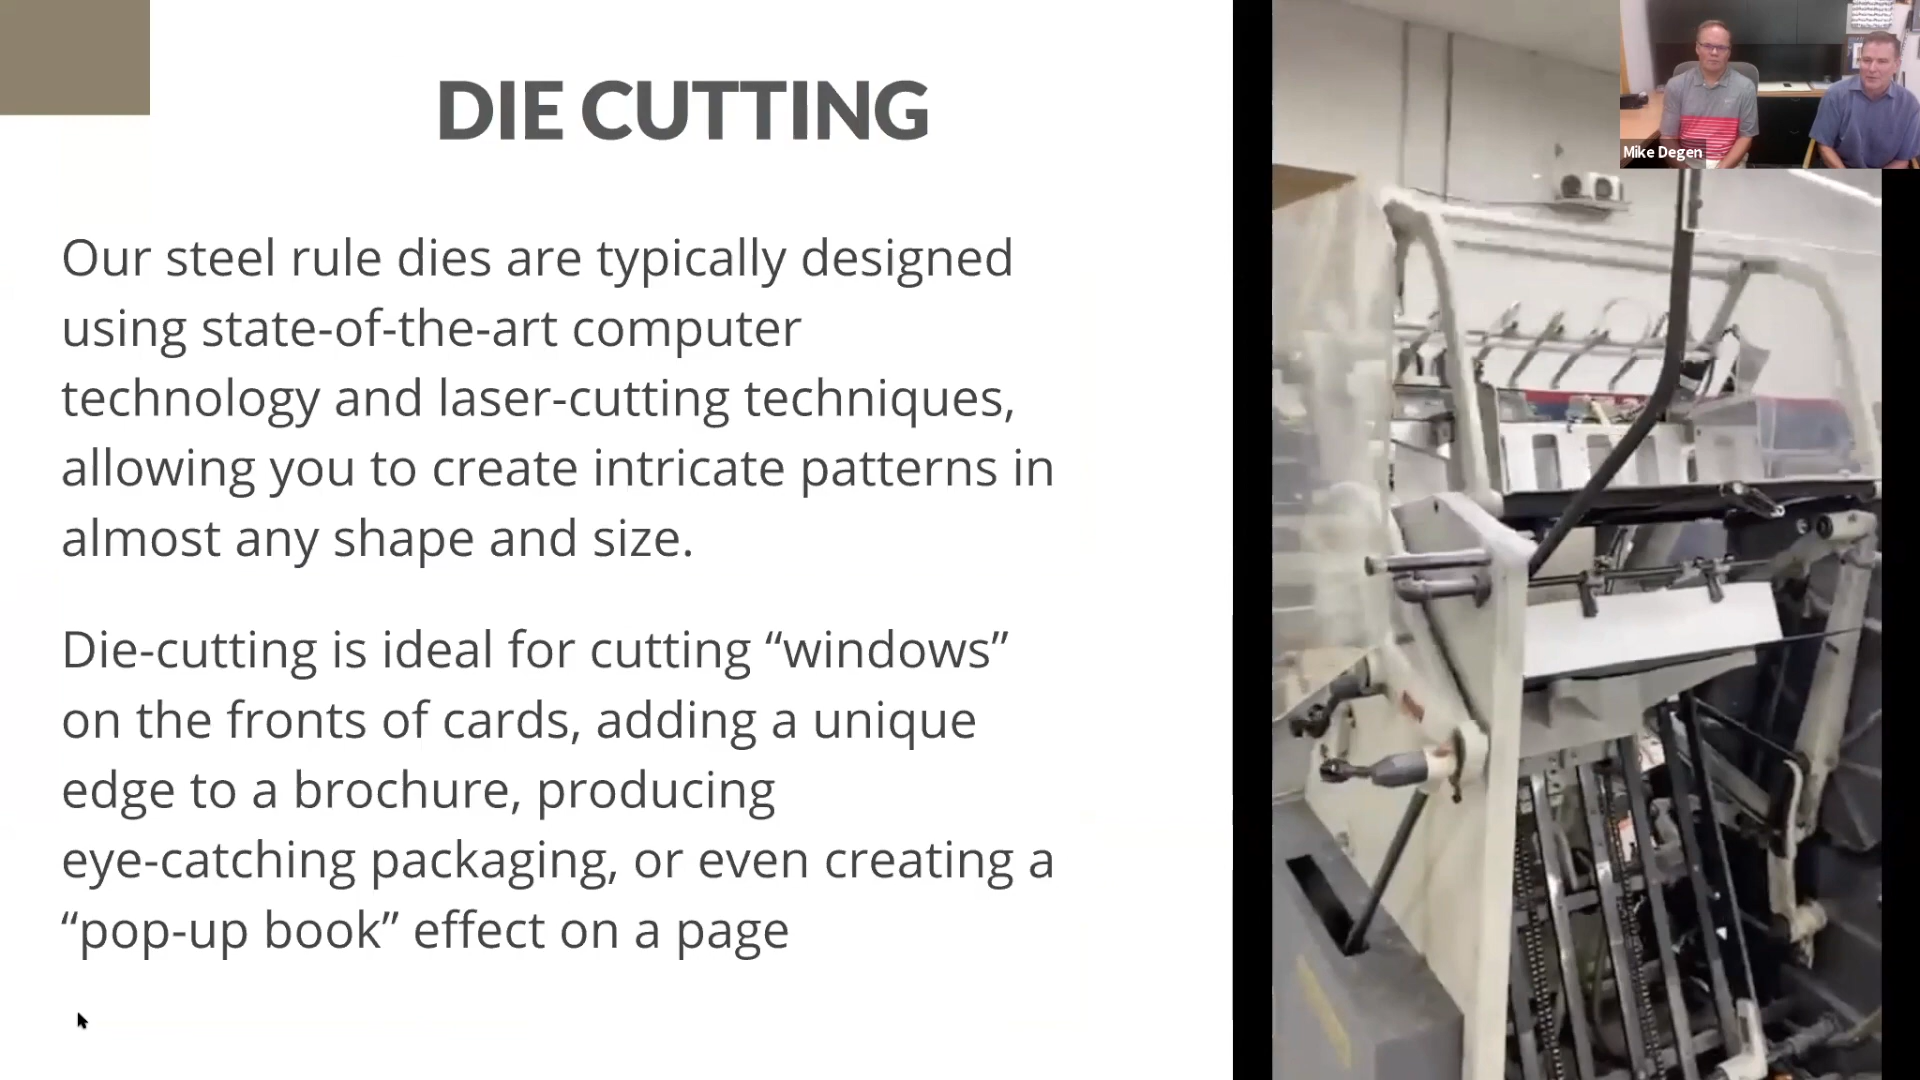 DIE CUTTING
Our steel rule dies are typically designed
using state-of-the-art computer
technology and laser-cutting techniques,
allowing you to create intricate patterns in
almost any shape and size.
Die-cutting is ideal for cutting “windows”
on the fronts of cards, adding a unique
edge to a brochure, producing
eye-catching packaging, or even creating a
“pop-up book” effect on a page
Mike Degen